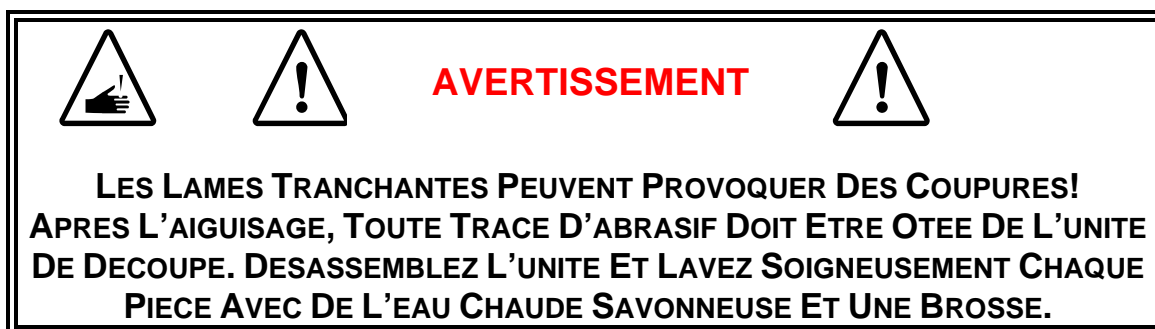 AVERTISSEMENT
LES LAMES TRANCHANTES PEUVENT PROVOQUER DES COUPURES!
APRES L’AIGUISAGE, TOUTE TRACE D’ABRASIF DOIT ETRE OTEE DE L’UNITE
DE DECOUPE. DESASSEMBLEZ L’UNITE ET LAVEZ SOIGNEUSEMENT CHAQUE
PIECE AVEC DE L’EAU CHAUDE SAVONNEUSE ET UNE BROSSE.